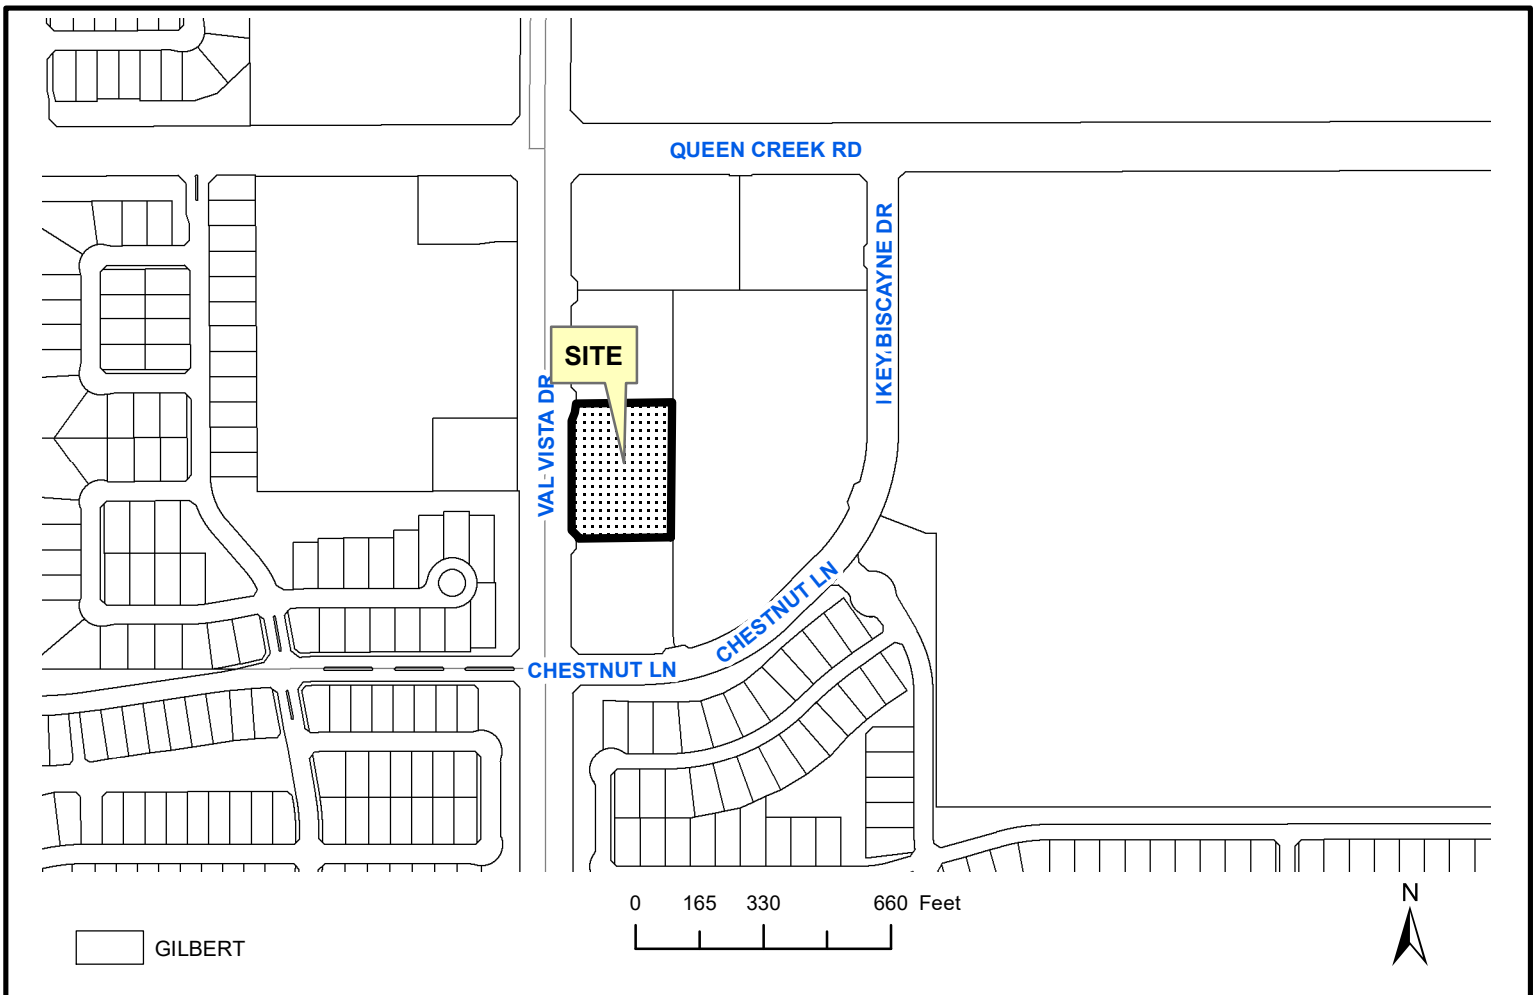 QUEEN CREEK RD
KEY BISCAYNE DR
SITE
VAL VISTA DR
CHESTNUT LN
CHESTNUT LN
0 165 330 660 Feet
N
GILBERT